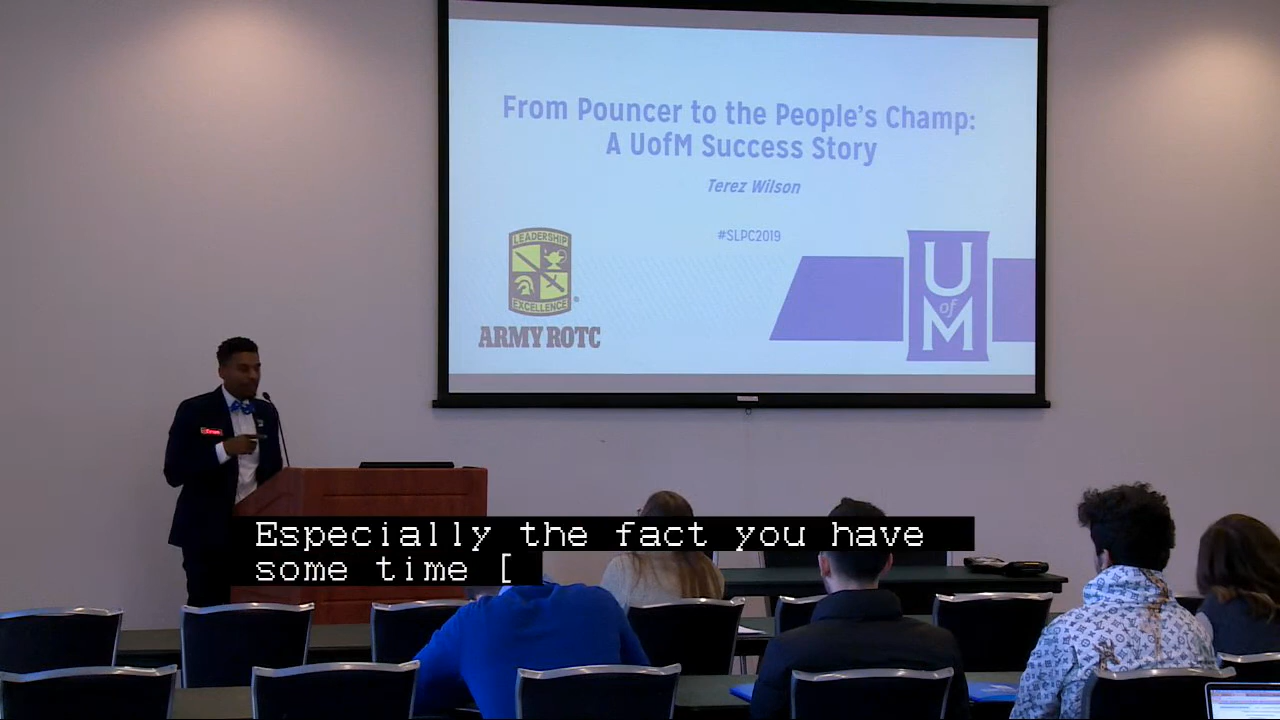 From Pouncer to the People's Champ:
A UofM Success Story
Terez Wilson
#SLPC2019
LEADERSHIP
EXCELLENCE
ARMY ROTC
U
of
M
Especially the fact you have
some time [